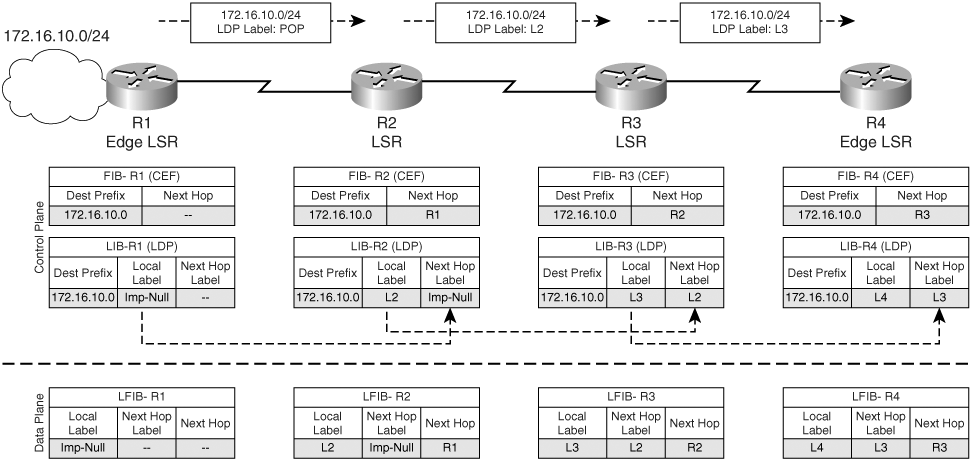 172.16.10.0/24
LDP Label: POP
172.16.10.0/24
LDP Label: L2
172.16.10.0/24
LDP Label: L3
172.16.10.0/24
R1
Edge LSR
R2
LSR
R3
LSR
R4
Edge LSR
Control Plane
FIB- R1 (CEF)
Dest Prefix Next Hop
172.16.10.0 --
FIB- R2 (CEF)
Dest Prefix Next Hop
172.16.10.0 R1
FIB- R3 (CEF)
Dest Prefix Next Hop
172.16.10.0 R2
FIB- R4 (CEF)
Dest Prefix Next Hop
172.16.10.0 R3
LIB-R1 (LDP)
Dest Prefix Local Label Next Hop Label
172.16.10.0 Imp-Null --
LIB-R2 (LDP)
Dest Prefix Local Label Next Hop Label
172.16.10.0 L2 Imp-Null
LIB-R3 (LDP)
Dest Prefix Local Label Next Hop Label
172.16.10.0 L3 L2
LIB-R4 (LDP)
Dest Prefix Local Label Next Hop Label
172.16.10.0 L4 L3
Data Plane
LFIB- R1
Local Label Next Hop Label Next Hop
Imp-Null -- --
LFIB- R2
Local Label Next Hop Label Next Hop
L2 Imp-Null R1
LFIB- R3
Local Label Next Hop Label Next Hop
L3 L2 R2
LFIB- R4
Local Label Next Hop Label Next Hop
L4 L3 R3